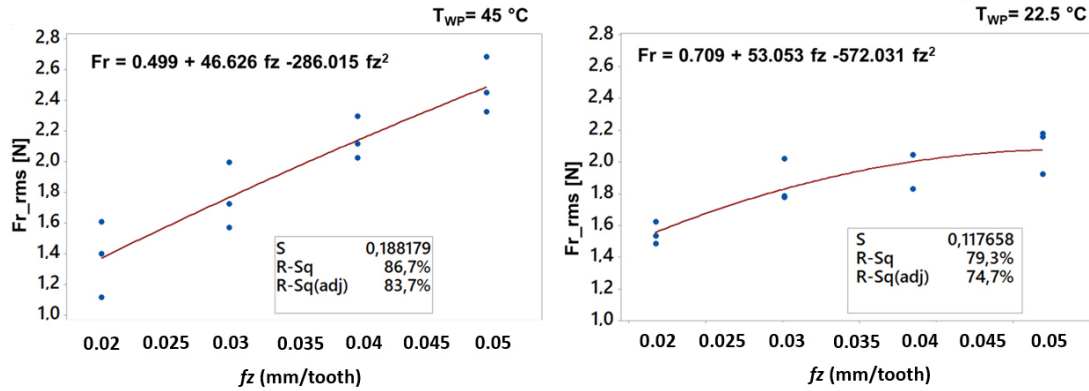 T_WP= 45 °C
Fr = 0.499 + 46.626 fz -286.015 fz²
2,8
2,6
2,4
2,2
2,0
1,8
1,6
1,4
1,2
1,0
Fr_rms [N]
S 0,188179
R-Sq 86,7%
R-Sq(adj) 83,7%
0.02 0.025 0.03 0.035 0.04 0.045 0.05
fz (mm/tooth)
T_WP= 22.5 °C
Fr = 0.709 + 53.053 fz -572.031 fz²
2,8
2,6
2,4
2,2
2,0
1,8
1,6
1,4
1,2
1,0
Fr_rms [N]
S 0,117658
R-Sq 79,3%
R-Sq(adj) 74,7%
0.02 0.025 0.03 0.035 0.04 0.045 0.05
fz (mm/tooth)